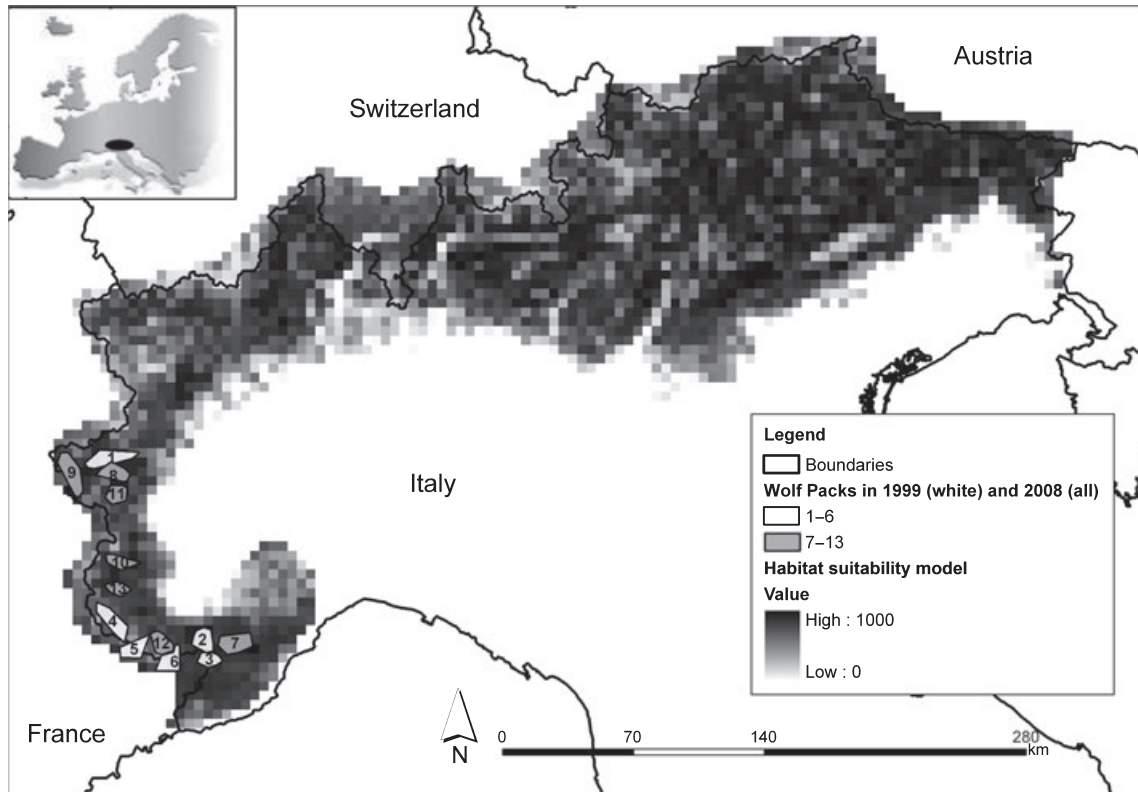 Austria
Switzerland
Italy
France
1
9
8
11
10
13
4
5
12
6
2
3
7
Legend
Boundaries
Wolf Packs in 1999 (white) and 2008 (all)
1–6
7–13
Habitat suitability model
Value
High : 1000
Low : 0
N
0 70 140 280
km